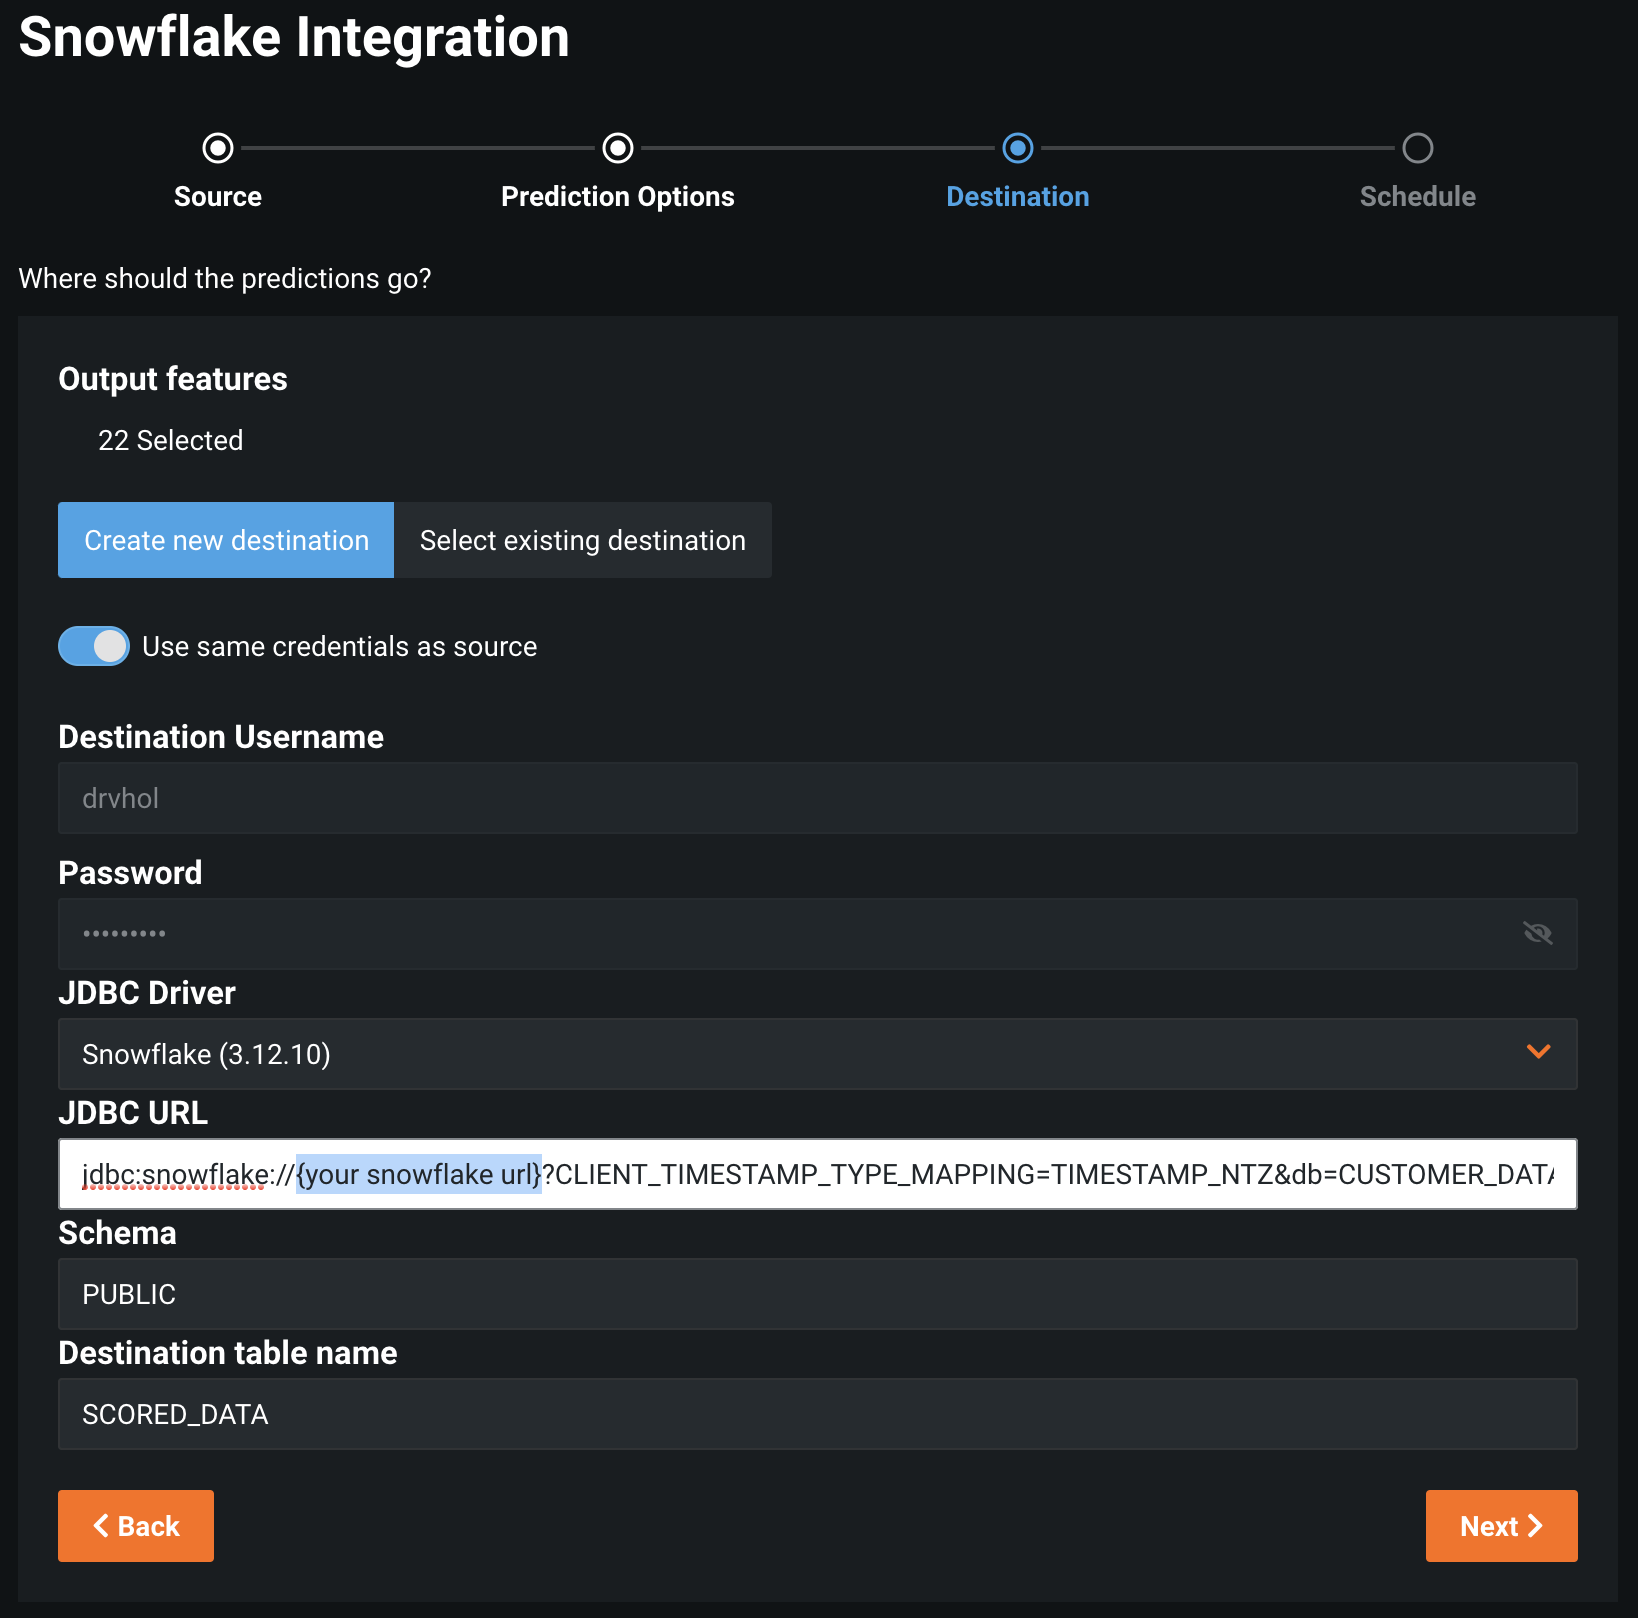 Snowflake Integration
Source Prediction Options Destination Schedule
Where should the predictions go?
Output features
22 Selected
Create new destination Select existing destination
Use same credentials as source
Destination Username
drvhol
Password
•••••••••
JDBC Driver
Snowflake (3.12.10)
JDBC URL
jdbc:snowflake://{your snowflake url}?CLIENT_TIMESTAMP_TYPE_MAPPING=TIMESTAMP_NTZ&db=CUSTOMER_DATA
Schema
PUBLIC
Destination table name
SCORED_DATA
Back
Next